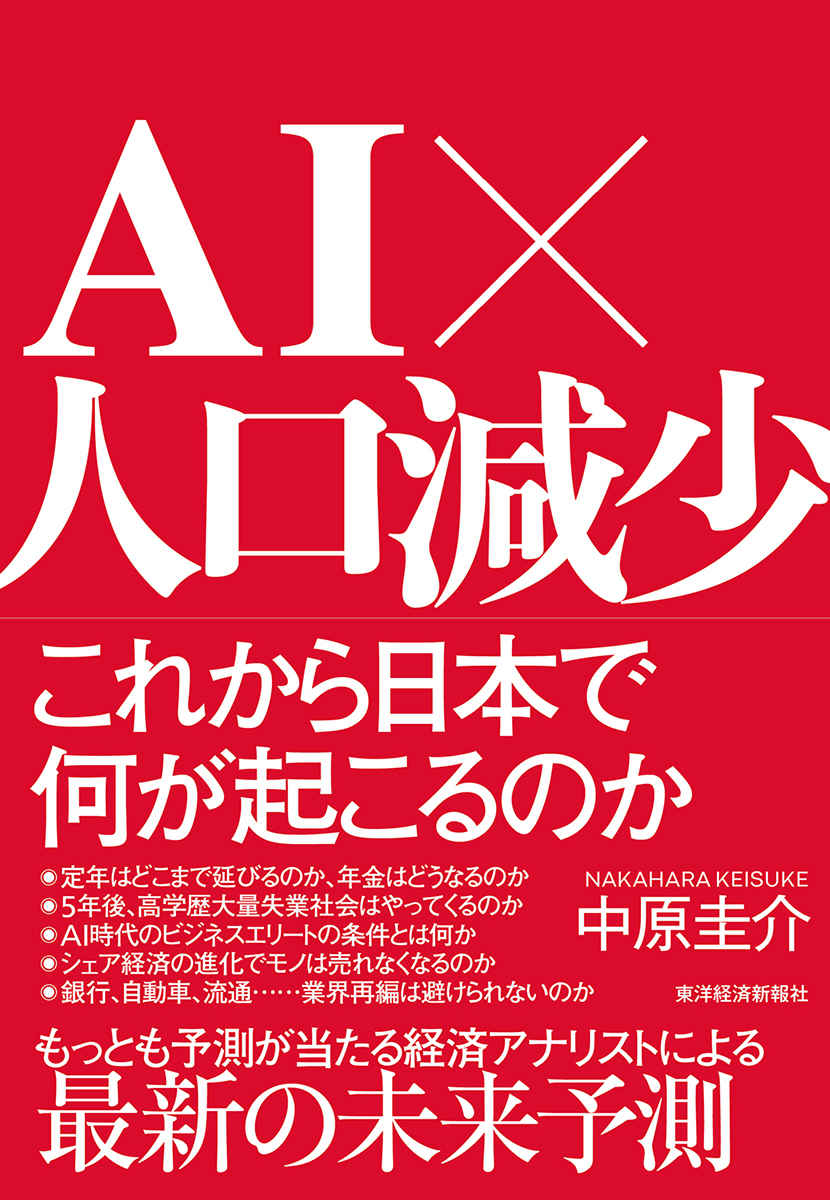 AI×
人口減少
これから日本で
何が起こるのか
◉定年はどこまで延びるのか、年金はどうなるのか
◉5年後、高学歴大量失業社会はやってくるのか
◉AI時代のビジネスエリートの条件とは何か
◉シェア経済の進化でモノは売れなくなるのか
◉銀行、自動車、流通……業界再編は避けられないのか
NAKAHARA KEISUKE
中原圭介
東洋経済新報社
もっとも予測が当たる経済アナリストによる
最新の未来予測